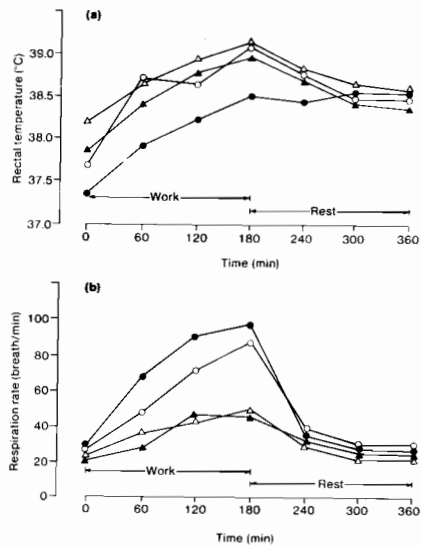 (a)
Rectal temperature (°C)
39.0
38.5
38.0
37.5
37.0
Work
Rest
0 60 120 180 240 300 360
Time (min)
(b)
Respiration rate (breath/min)
100
80
60
40
20
0
Work
Rest
0 60 120 180 240 300 360
Time (min)